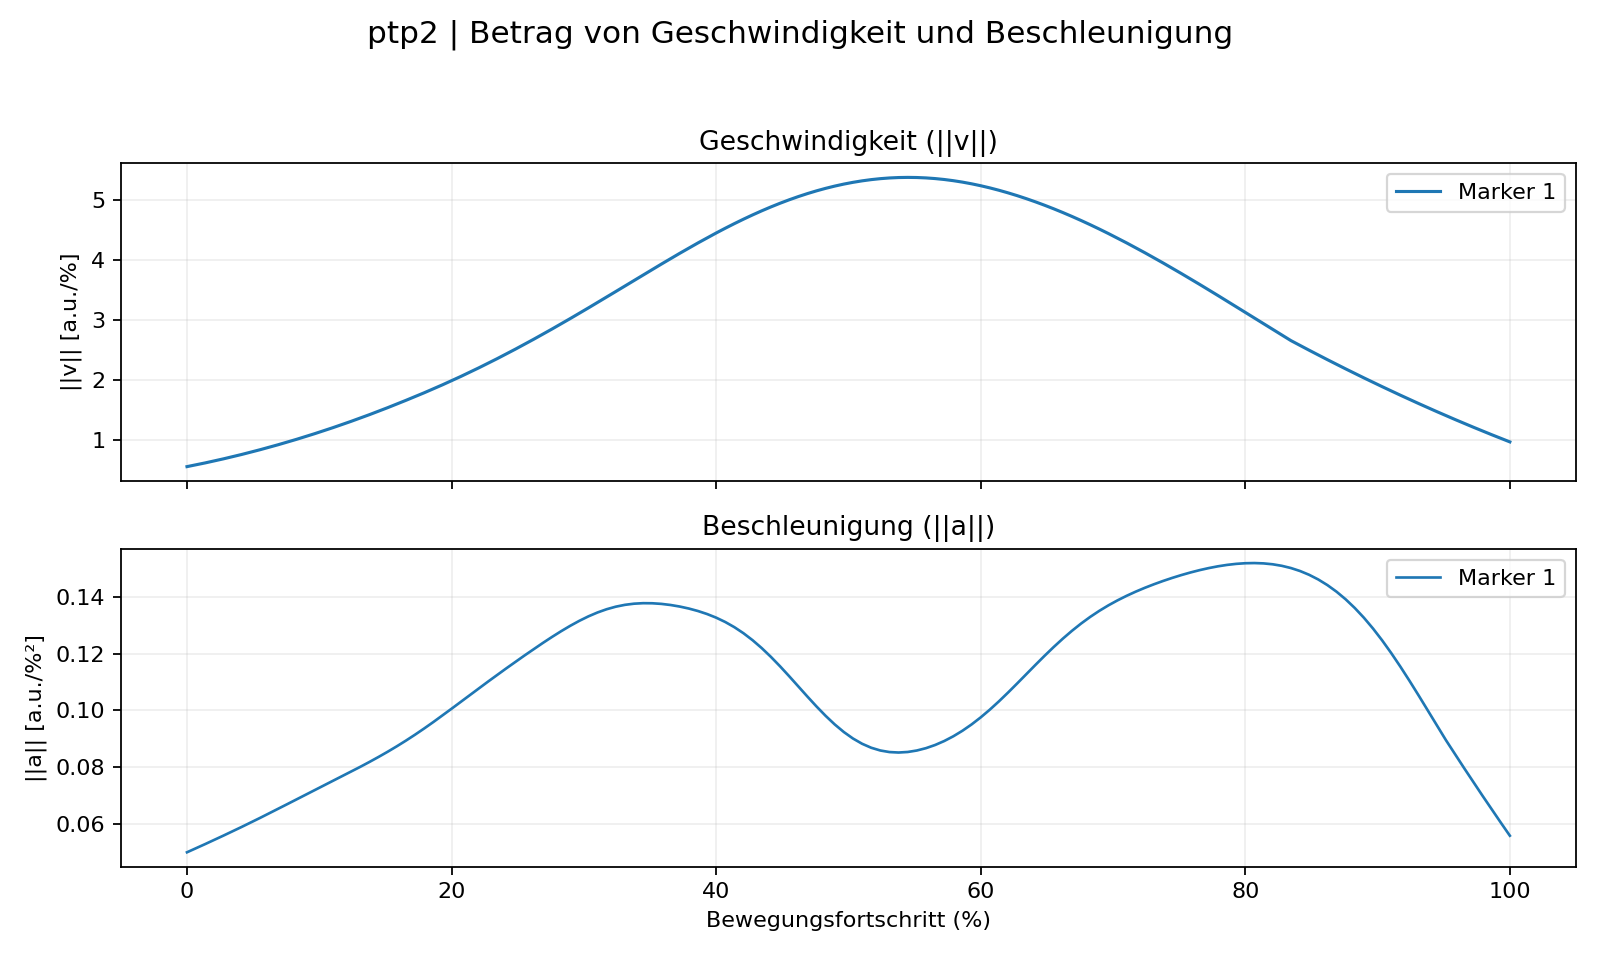 ptp2 | Betrag von Geschwindigkeit und Beschleunigung
Geschwindigkeit (||v||)
||v|| [a.u./%]
5
4
3
2
1
Marker 1
Beschleunigung (||a||)
||a|| [a.u./%²]
0.14
0.12
0.10
0.08
0.06
Marker 1
0 20 40 60 80 100
Bewegungsfortschritt (%)